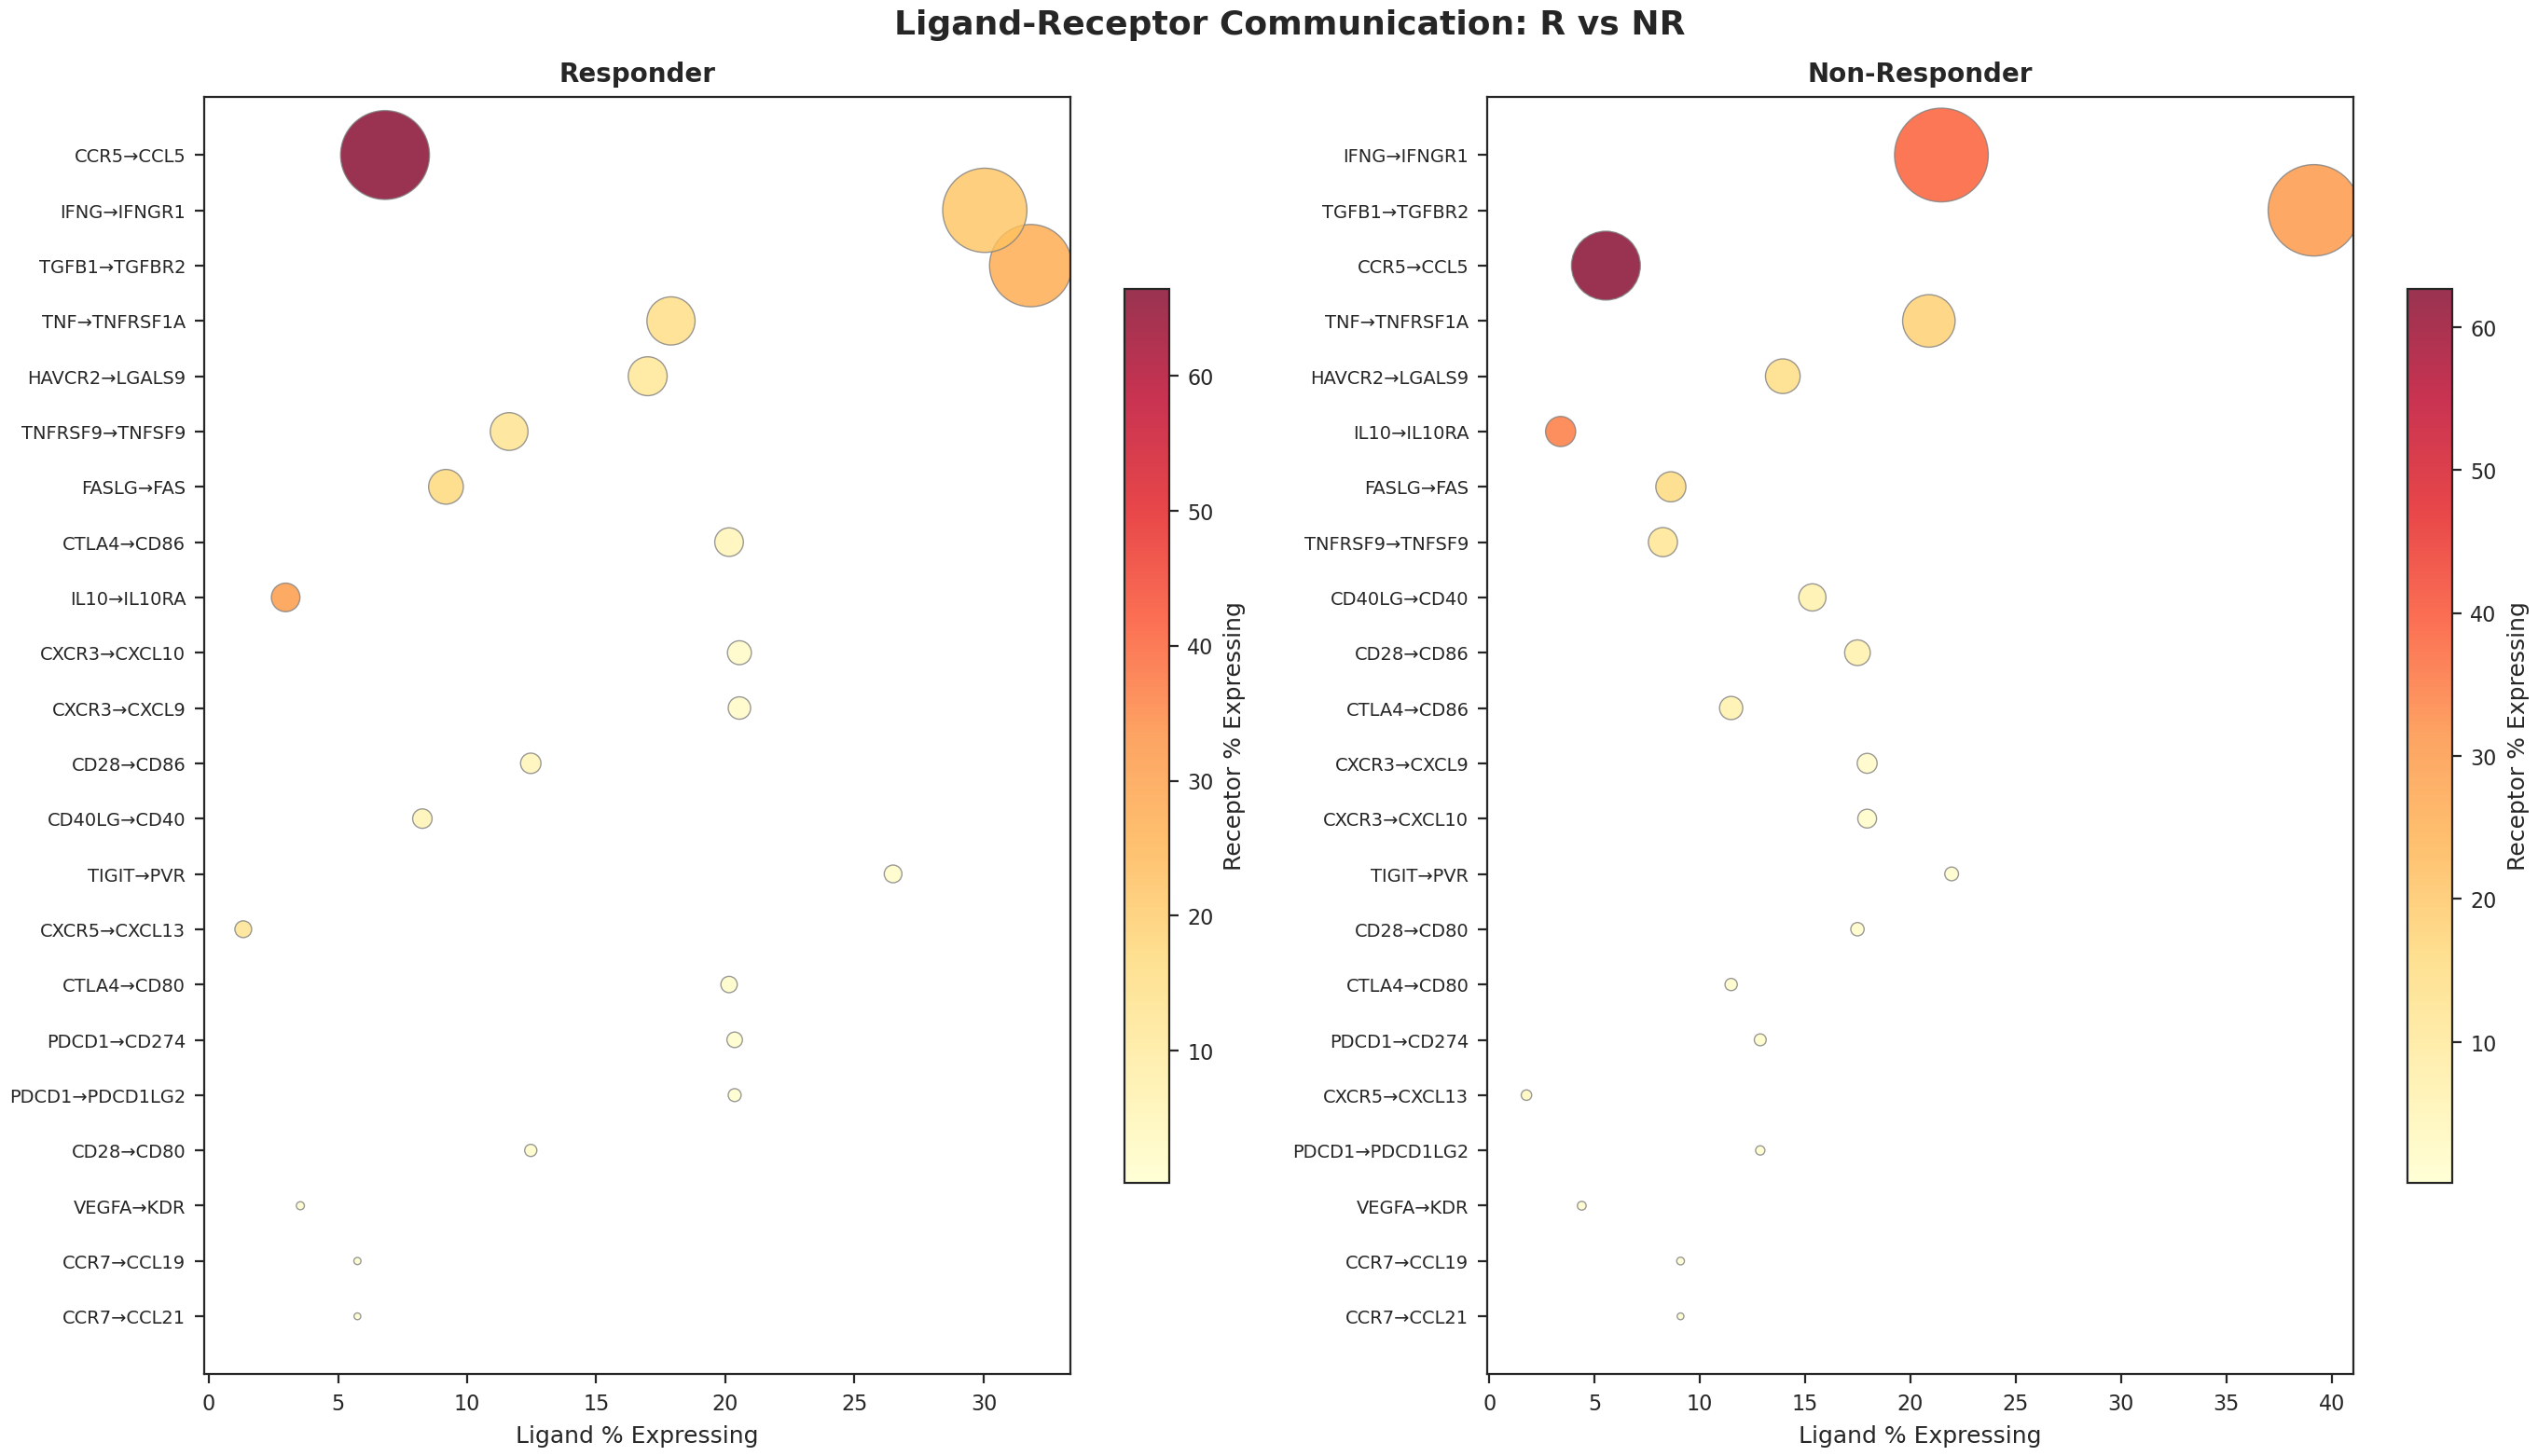 Ligand-Receptor Communication: R vs NR
Responder
CCR5→CCL5
IFNG→IFNGR1
TGFB1→TGFBR2
TNF→TNFRSF1A
HAVCR2→LGALS9
TNFRSF9→TNFSF9
FASLG→FAS
CTLA4→CD86
IL10→IL10RA
CXCR3→CXCL10
CXCR3→CXCL9
CD28→CD86
CD40LG→CD40
TIGIT→PVR
CXCR5→CXCL13
CTLA4→CD80
PDCD1→CD274
PDCD1→PDCD1LG2
CD28→CD80
VEGFA→KDR
CCR7→CCL19
CCR7→CCL21
0 5 10 15 20 25 30
Ligand % Expressing
60
50
40
30
20
10
Receptor % Expressing
Non-Responder
IFNG→IFNGR1
TGFB1→TGFBR2
CCR5→CCL5
TNF→TNFRSF1A
HAVCR2→LGALS9
IL10→IL10RA
FASLG→FAS
TNFRSF9→TNFSF9
CD40LG→CD40
CD28→CD86
CTLA4→CD86
CXCR3→CXCL9
CXCR3→CXCL10
TIGIT→PVR
CD28→CD80
CTLA4→CD80
PDCD1→CD274
CXCR5→CXCL13
PDCD1→PDCD1LG2
VEGFA→KDR
CCR7→CCL19
CCR7→CCL21
0 5 10 15 20 25 30 35 40
Ligand % Expressing
60
50
40
30
20
10
Receptor % Expressing